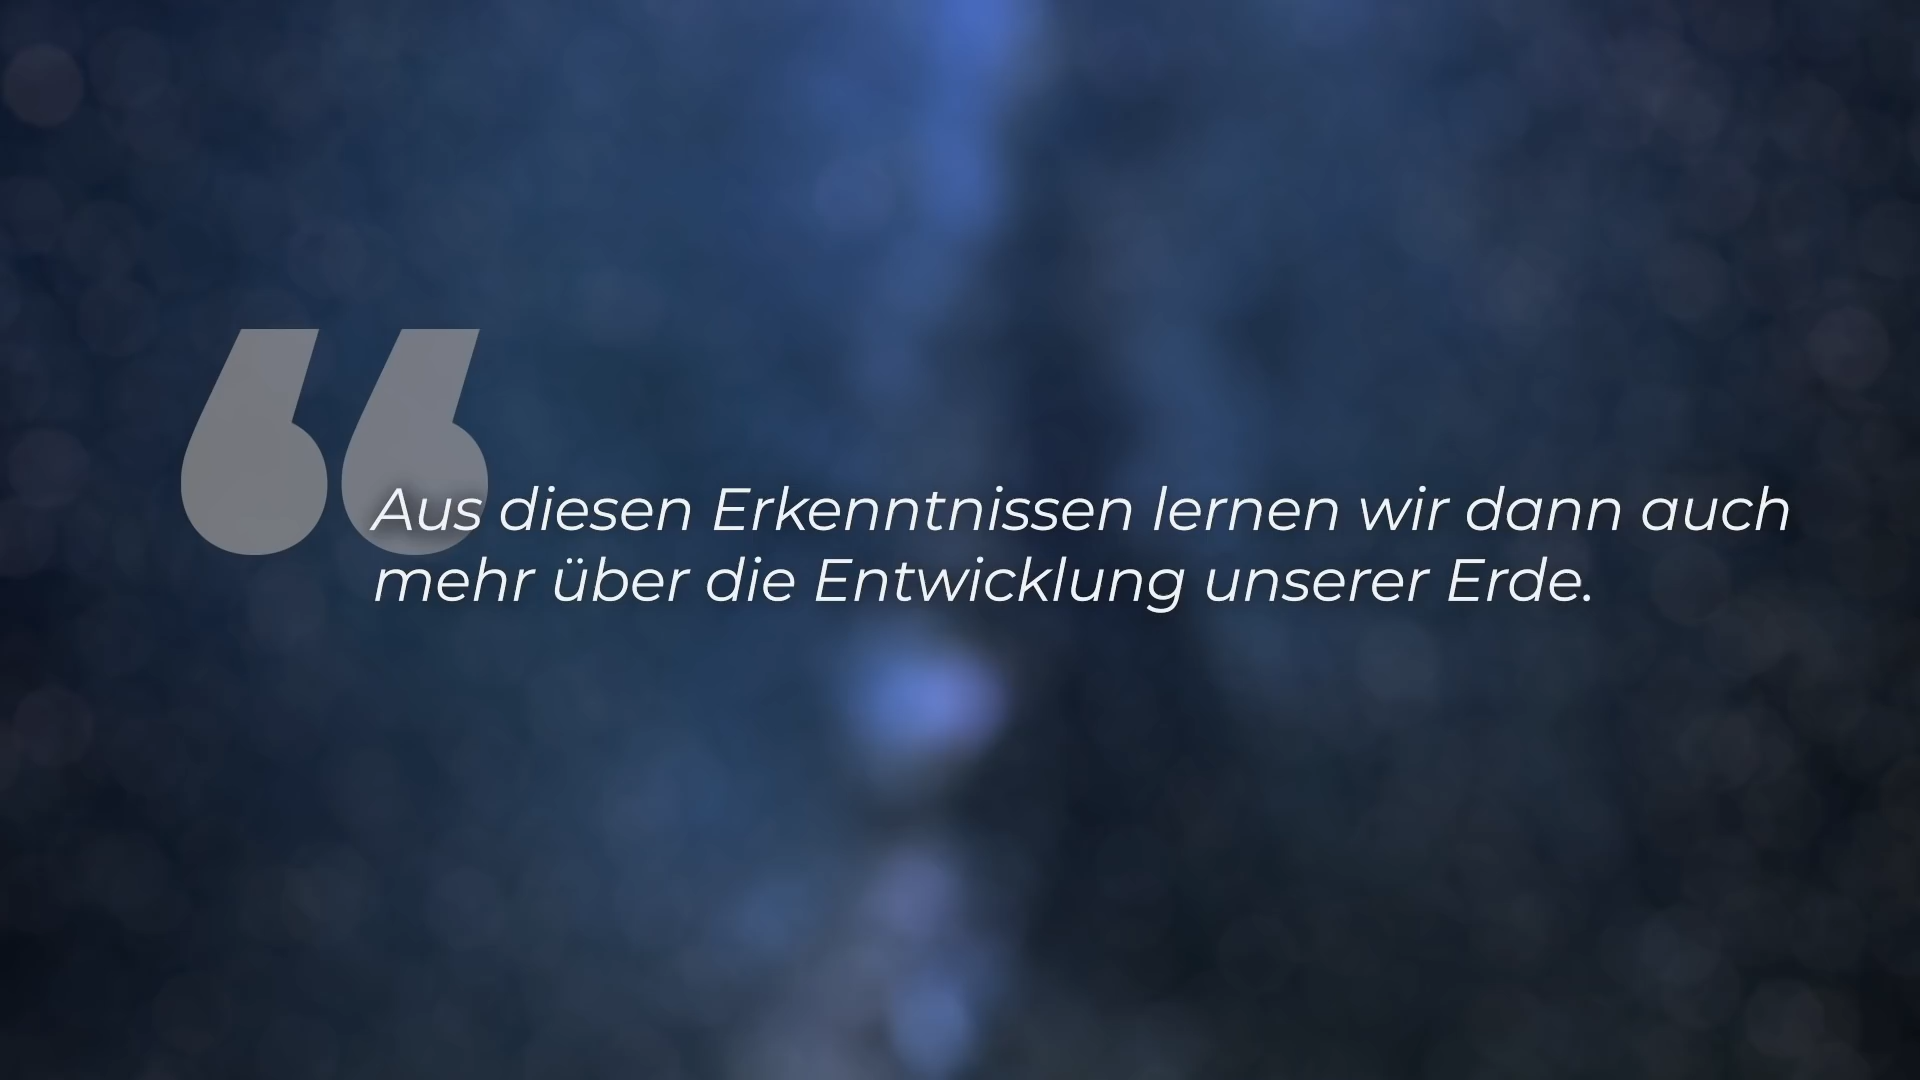 “Aus diesen Erkenntnissen lernen wir dann auch
mehr über die Entwicklung unserer Erde.